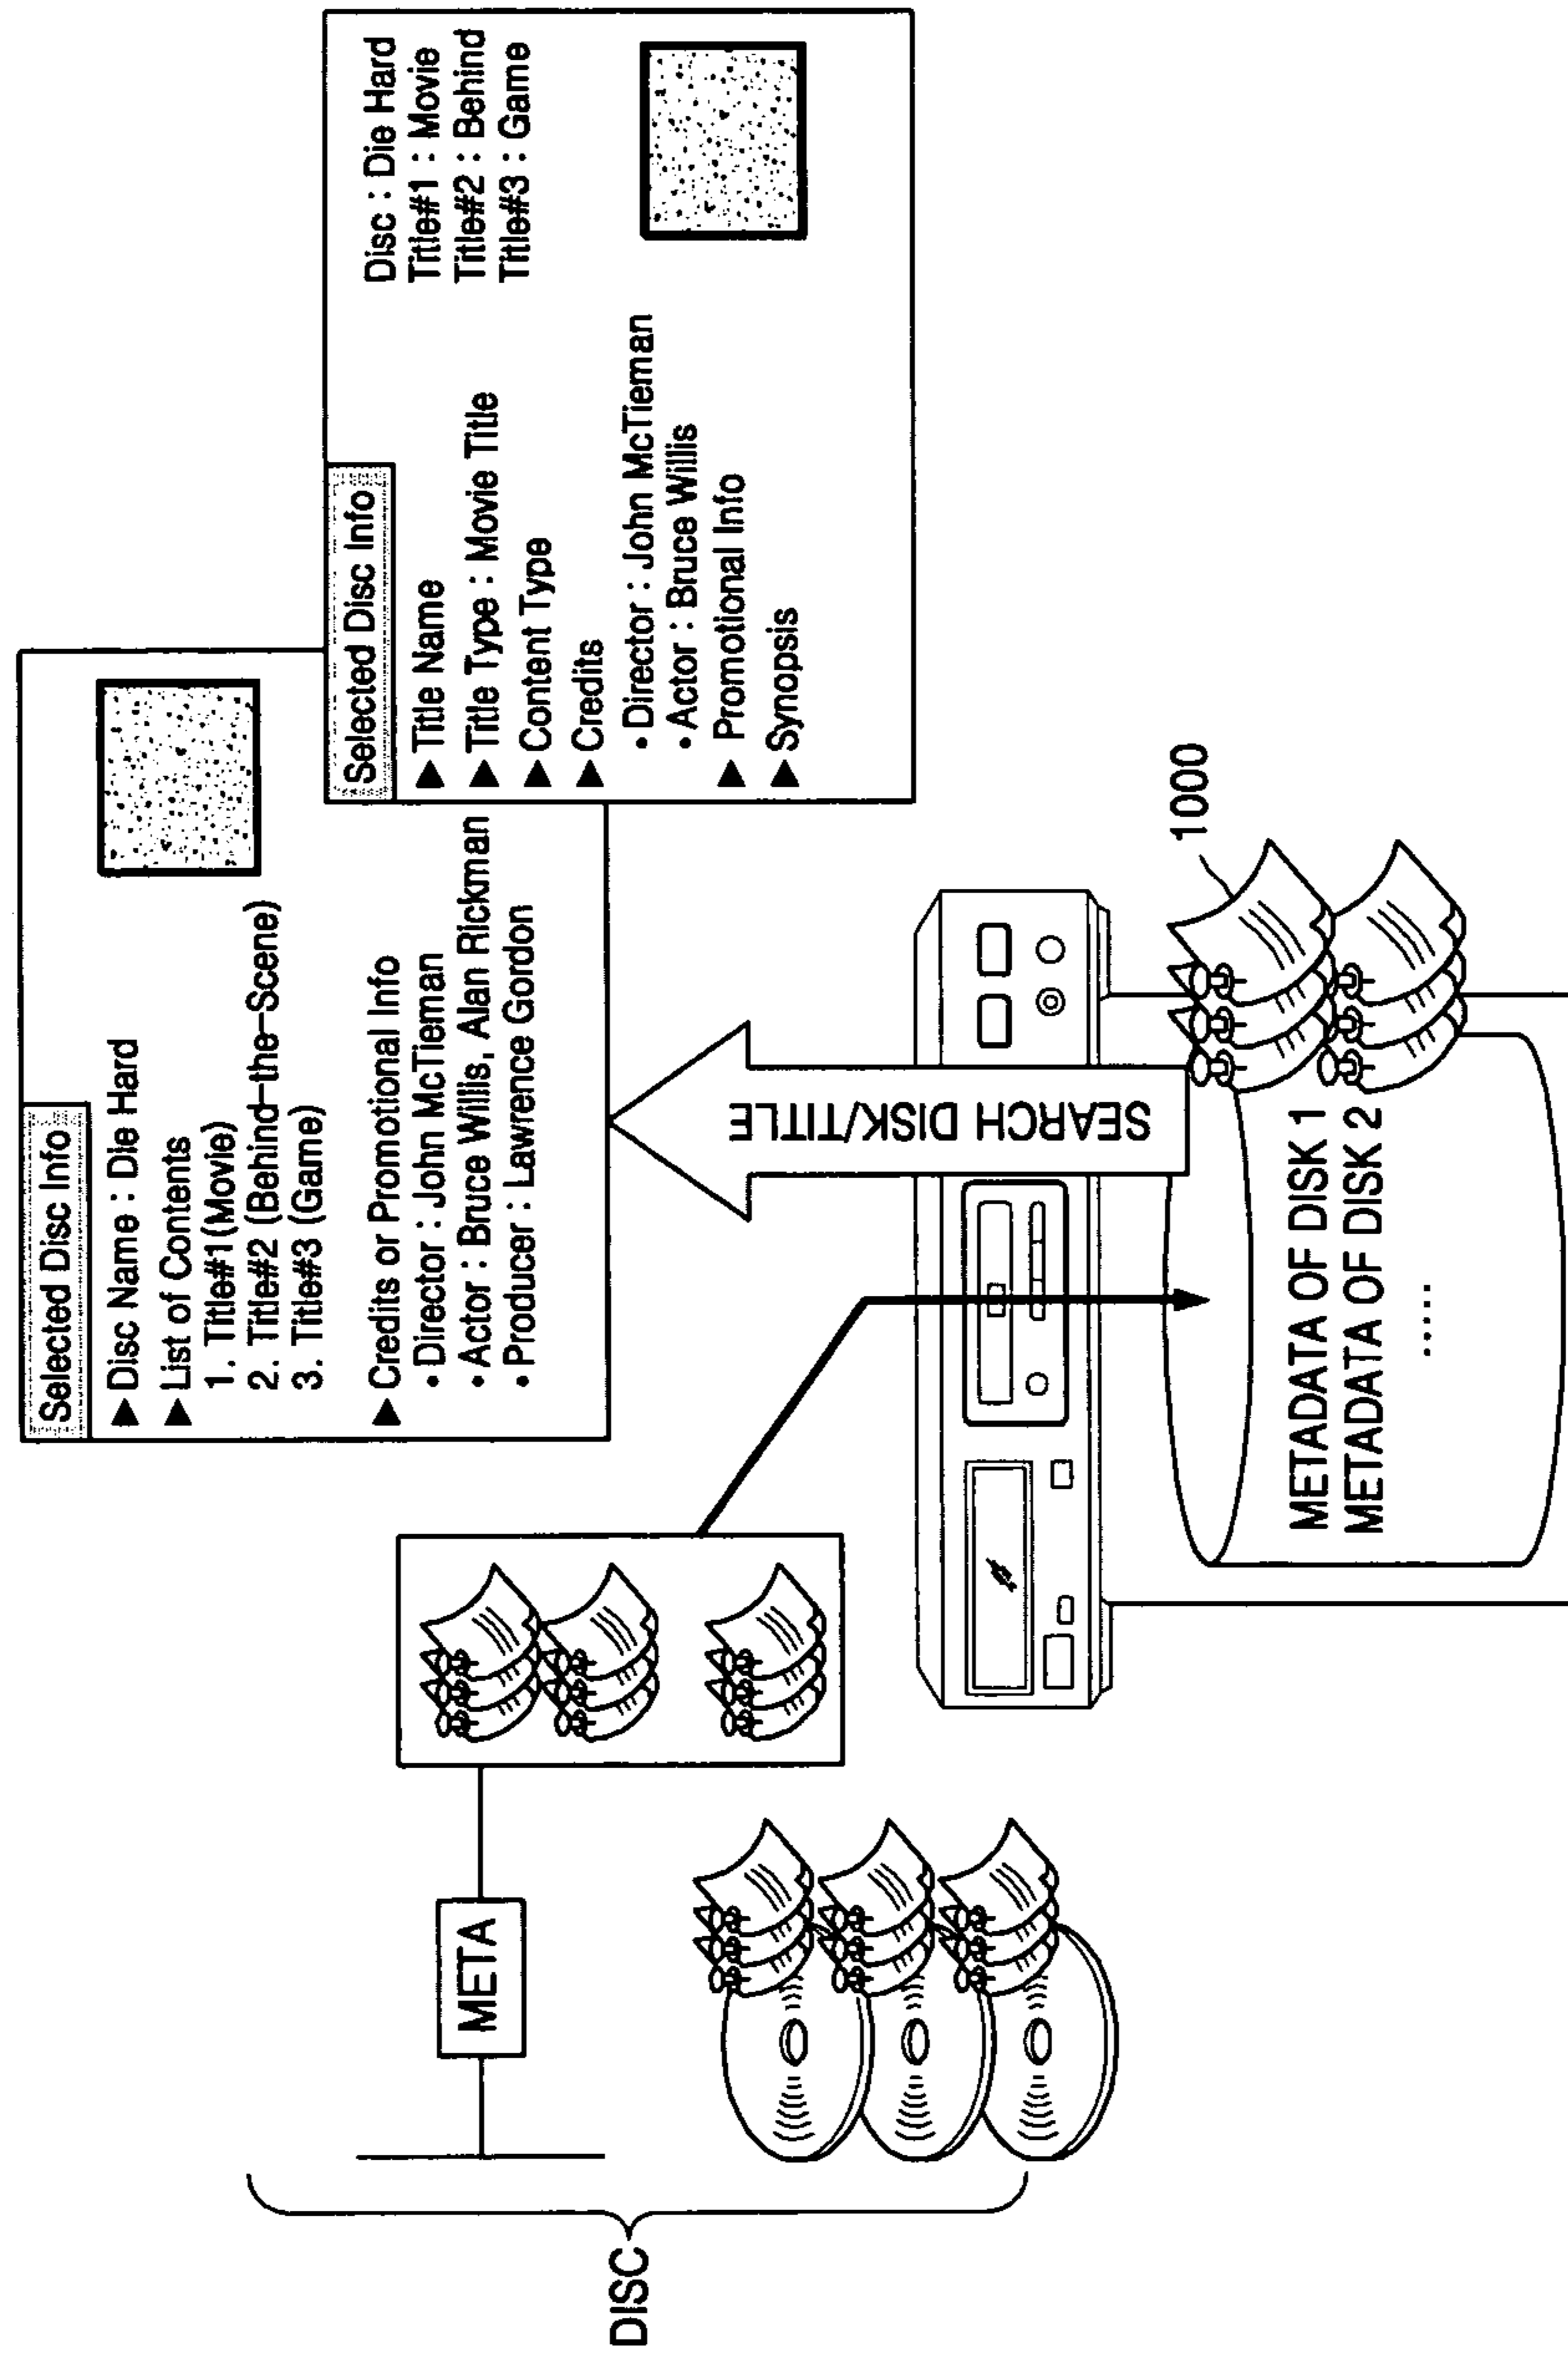 Selected Disc Info
▶ Disc Name : Die Hard
▶ List of Contents
1. Title#1(Movie)
2. Title#2 (Behind-the-Scene)
3. Title#3 (Game)
▶ Credits or Promotional Info
• Director : John McTieman
• Actor : Bruce Willis, Alan Rickman
• Producer : Lawrence Gordon
Selected Disc Info
▶ Title Name
▶ Title Type : Movie Title
▶ Content Type
▶ Credits
• Director : John McTieman
• Actor : Bruce Willis
▶ Promotional Info
▶ Synopsis
Disc : Die Hard
Title#1 : Movie
Title#2 : Behind
Title#3 : Game
META
DISC
SEARCH DISK/TITLE
1000
METADATA OF DISK 1
METADATA OF DISK 2
.....